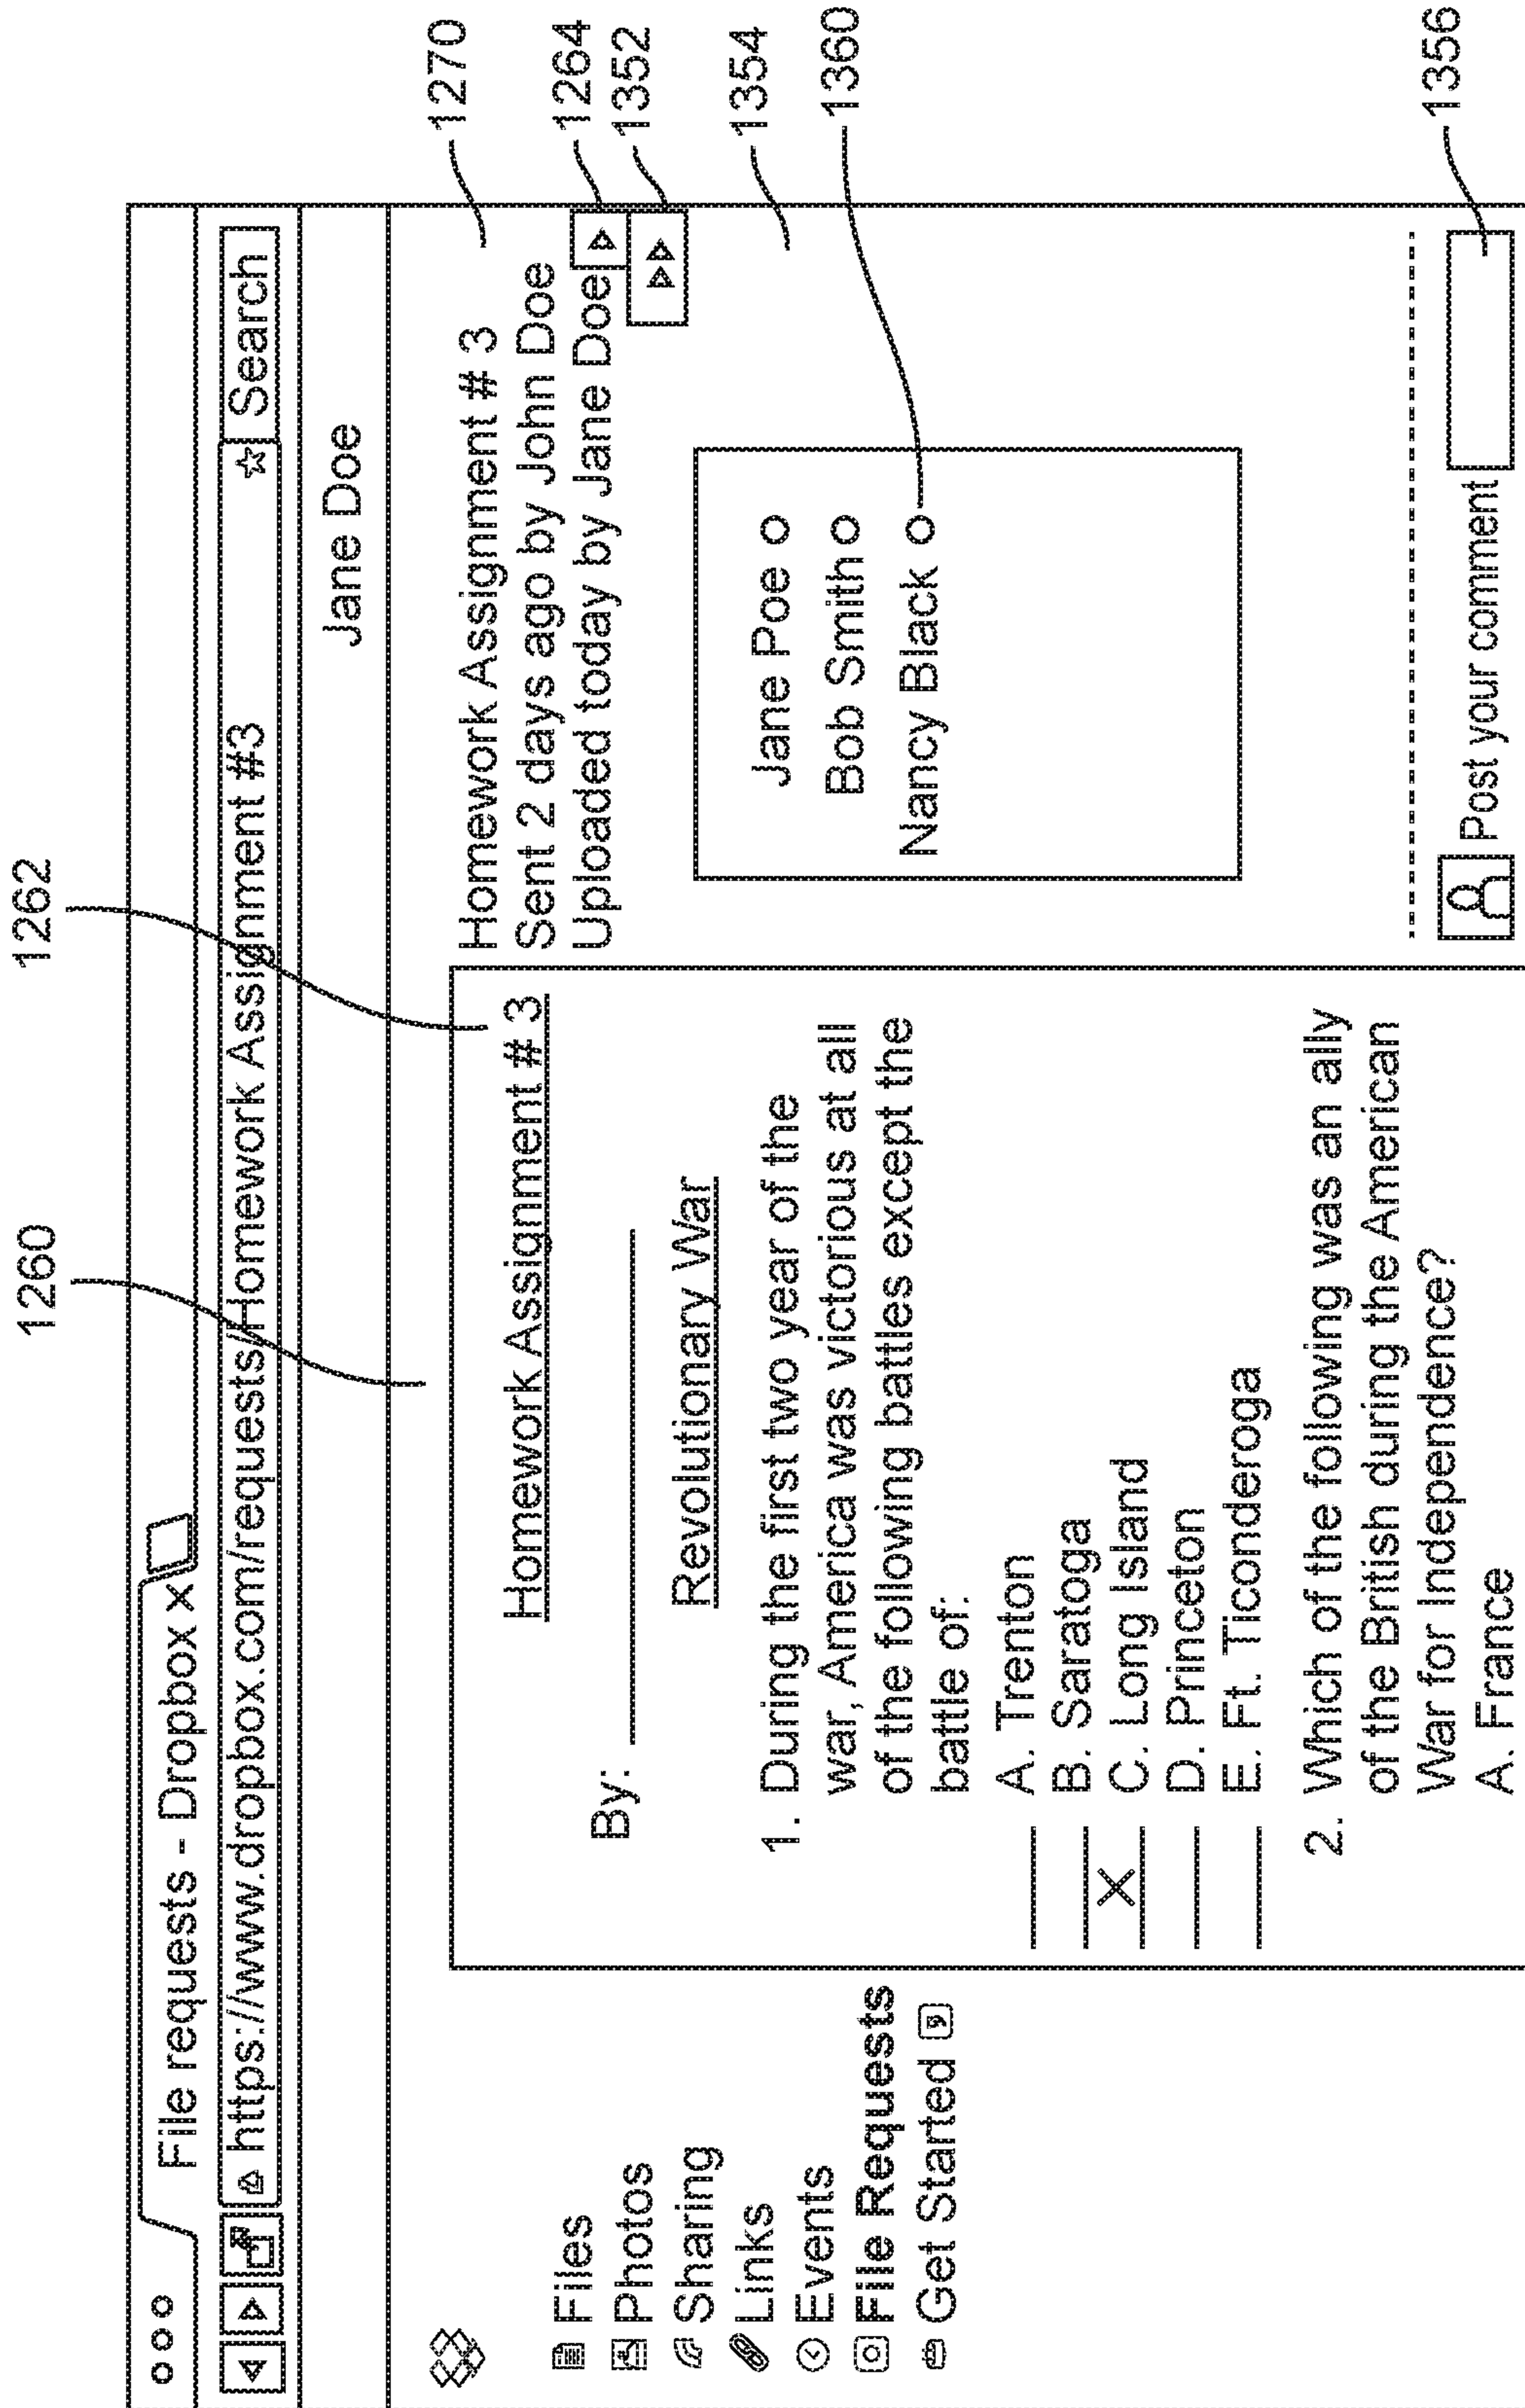 1260
1262
File requests - Dropbox x
https://www.dropbox.com/requests/Homework Assignment #3
Search
Jane Doe
Files
Photos
Sharing
Links
Events
File Requests
Get Started
Homework Assignment # 3
By:
Revolutionary War
1. During the first two year of the
war, America was victorious at all
of the following battles except the
battle of:
A. Trenton
B. Saratoga
X C. Long Island
D. Princeton
E. Ft. Ticonderoga
2. Which of the following was an ally
of the British during the American
War for Independence?
A. France
Homework Assignment # 3
Sent 2 days ago by John Doe
Uploaded today by Jane Doe
Jane Poe
Bob Smith
Nancy Black
Post your comment
1270
1264
1352
1354
1360
1356